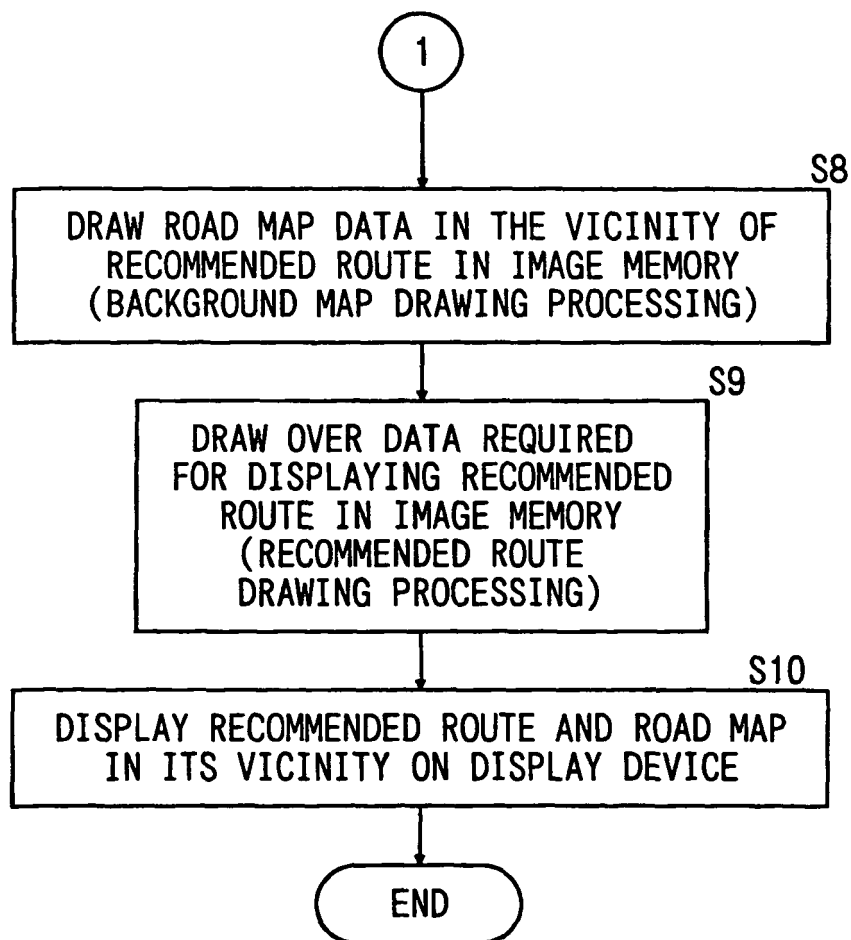 1
S8
DRAW ROAD MAP DATA IN THE VICINITY OF
RECOMMENDED ROUTE IN IMAGE MEMORY
(BACKGROUND MAP DRAWING PROCESSING)
S9
DRAW OVER DATA REQUIRED
FOR DISPLAYING RECOMMENDED
ROUTE IN IMAGE MEMORY
(RECOMMENDED ROUTE
DRAWING PROCESSING)
S10
DISPLAY RECOMMENDED ROUTE AND ROAD MAP
IN ITS VICINITY ON DISPLAY DEVICE
END